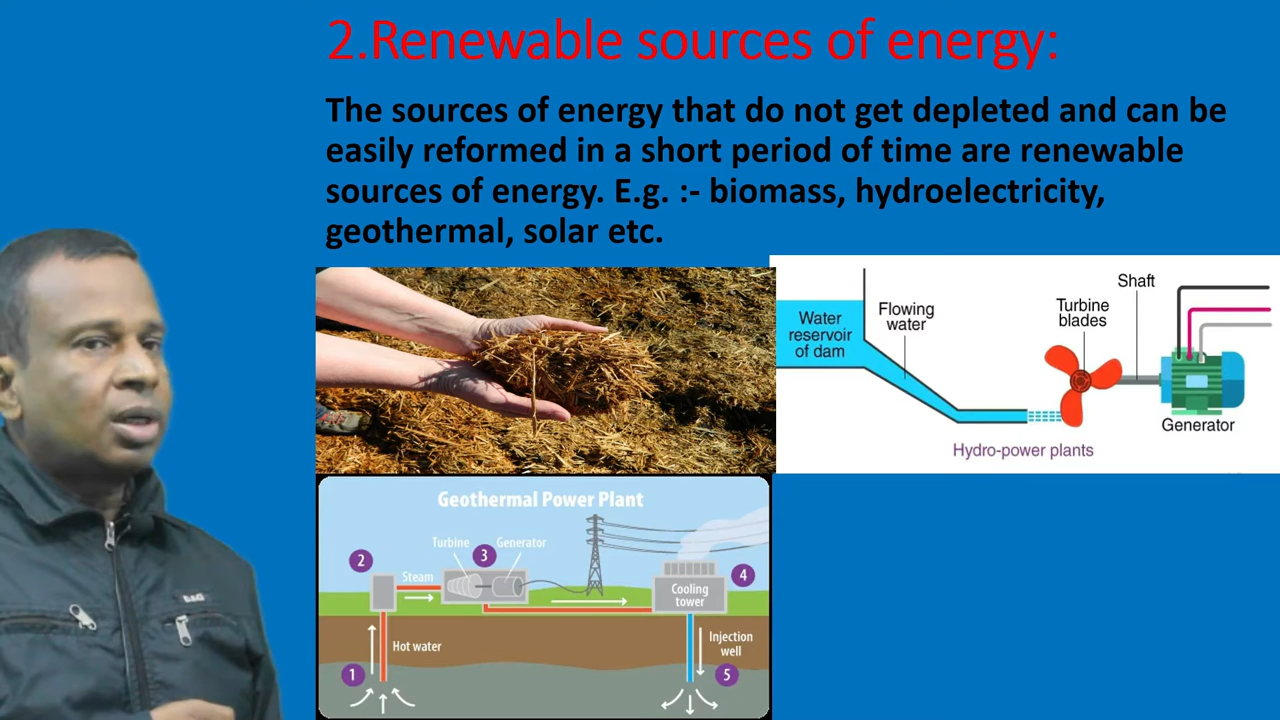 2.Renewable sources of energy:
The sources of energy that do not get depleted and can be
easily reformed in a short period of time are renewable
sources of energy. E.g. :- biomass, hydroelectricity,
geothermal, solar etc.
Water
reservoir
of dam
Flowing
water
Turbine
blades
Shaft
Generator
Hydro-power plants
Geothermal Power Plant
Turbine
3
Generator
2
Steam
Cooling
tower
4
Hot water
Injection
well
1
5